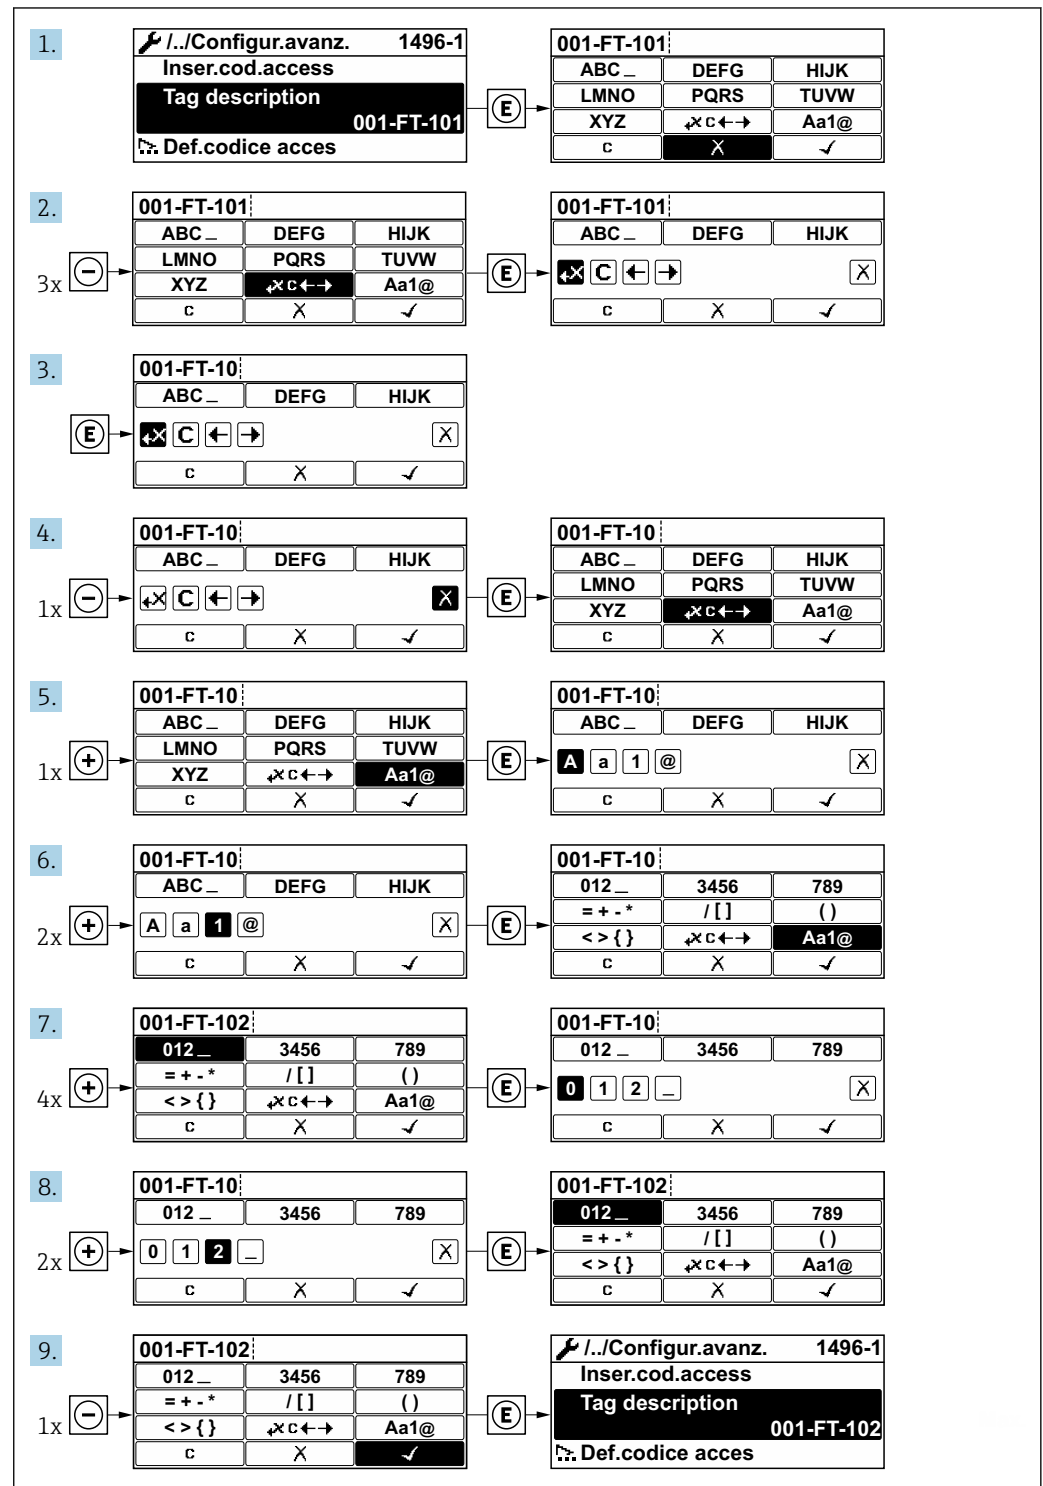 1.
/../Configur.avanz. 1496-1
Inser.cod.access
Tag description
001-FT-101
Def.codice acces
E
001-FT-101
ABC_ DEFG HIJK
LMNO PQRS TUVW
XYZ C←→ Aa1@
C X ✓
2.
3x −
001-FT-101
ABC_ DEFG HIJK
LMNO PQRS TUVW
XYZ C←→ Aa1@
C X ✓
E
001-FT-101
ABC_ DEFG HIJK
C ← → X
C X ✓
3.
E
001-FT-10
ABC_ DEFG HIJK
C ← → X
C X ✓
4.
1x −
001-FT-10
ABC_ DEFG HIJK
C ← → X
C X ✓
E
001-FT-10
ABC_ DEFG HIJK
LMNO PQRS TUVW
XYZ C←→ Aa1@
C X ✓
5.
1x +
001-FT-10
ABC_ DEFG HIJK
LMNO PQRS TUVW
XYZ C←→ Aa1@
C X ✓
E
001-FT-10
ABC_ DEFG HIJK
A a 1 @ X
C X ✓
6.
2x +
001-FT-10
ABC_ DEFG HIJK
A a 1 @ X
C X ✓
E
001-FT-10
012_ 3456 789
=+-* /[] ()
<>{} C←→ Aa1@
C X ✓
7.
4x +
001-FT-102
012_ 3456 789
=+-* /[] ()
<>{} C←→ Aa1@
C X ✓
E
001-FT-10
012_ 3456 789
0 1 2 _ X
C X ✓
8.
2x +
001-FT-10
012_ 3456 789
0 1 2 _ X
C X ✓
E
001-FT-102
012_ 3456 789
=+-* /[] ()
<>{} C←→ Aa1@
C X ✓
9.
1x −
001-FT-102
012_ 3456 789
=+-* /[] ()
<>{} C←→ Aa1@
C X ✓
E
/../Configur.avanz. 1496-1
Inser.cod.access
Tag description
001-FT-102
Def.codice acces